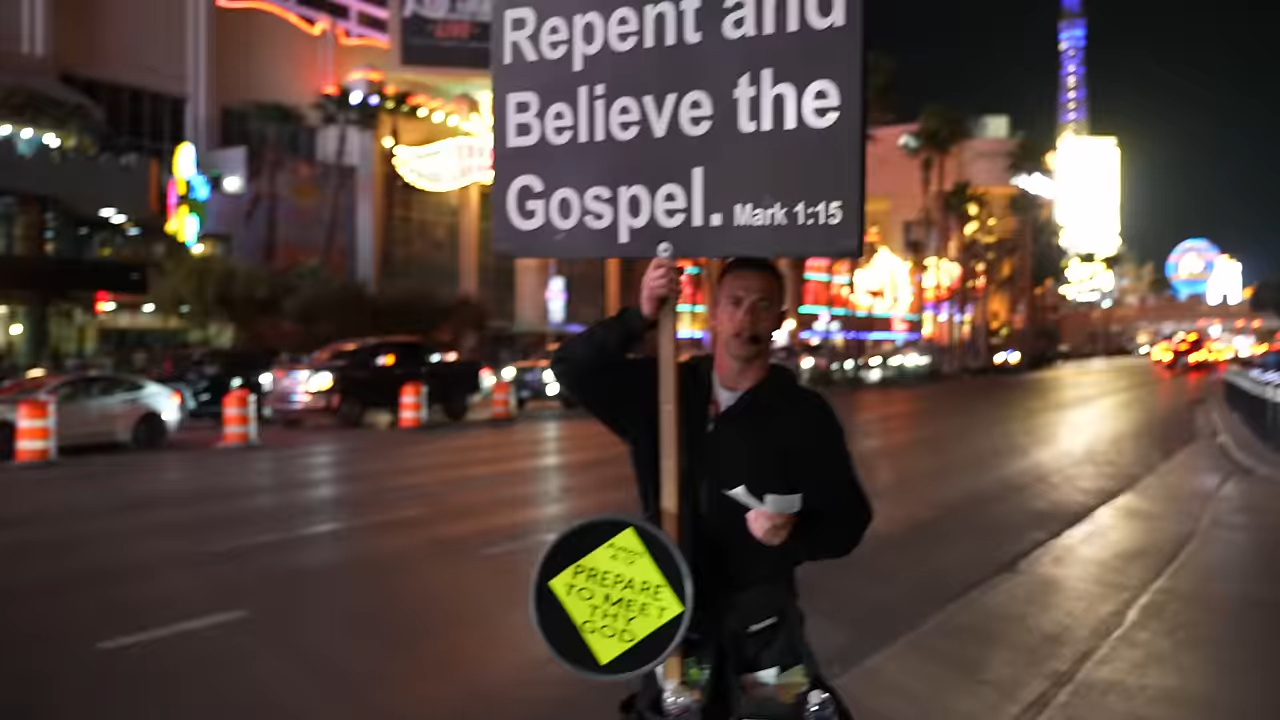 Repent and
Believe the
Gospel. Mark 1:15
PREPARE
TO MEET
THY
GOD